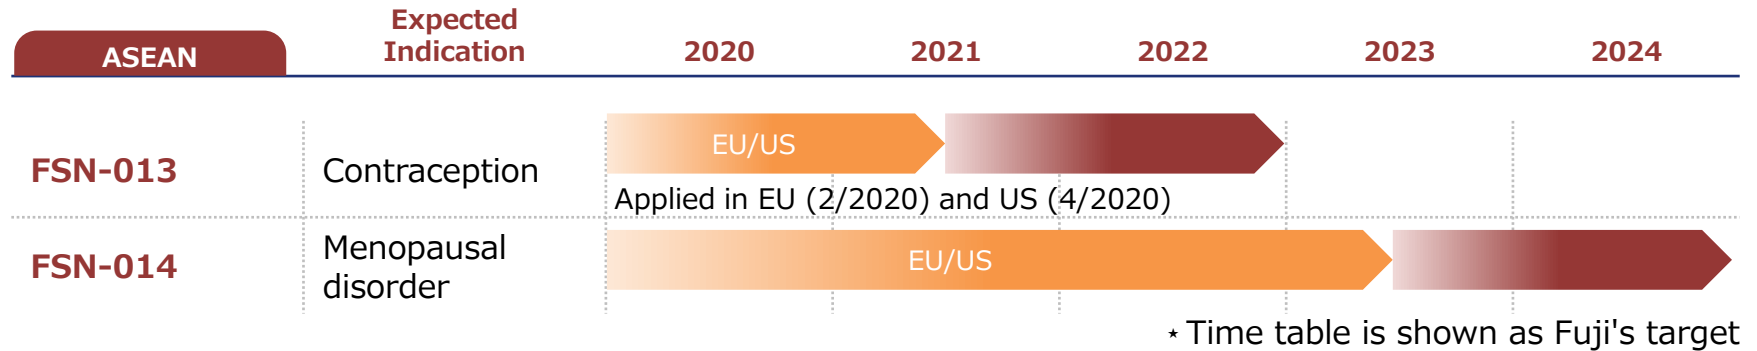 ASEAN
Expected
Indication
2020
2021
2022
2023
2024
FSN-013
Contraception
EU/US
Applied in EU (2/2020) and US (4/2020)
FSN-014
Menopausal
disorder
EU/US
⋆ Time table is shown as Fuji's target